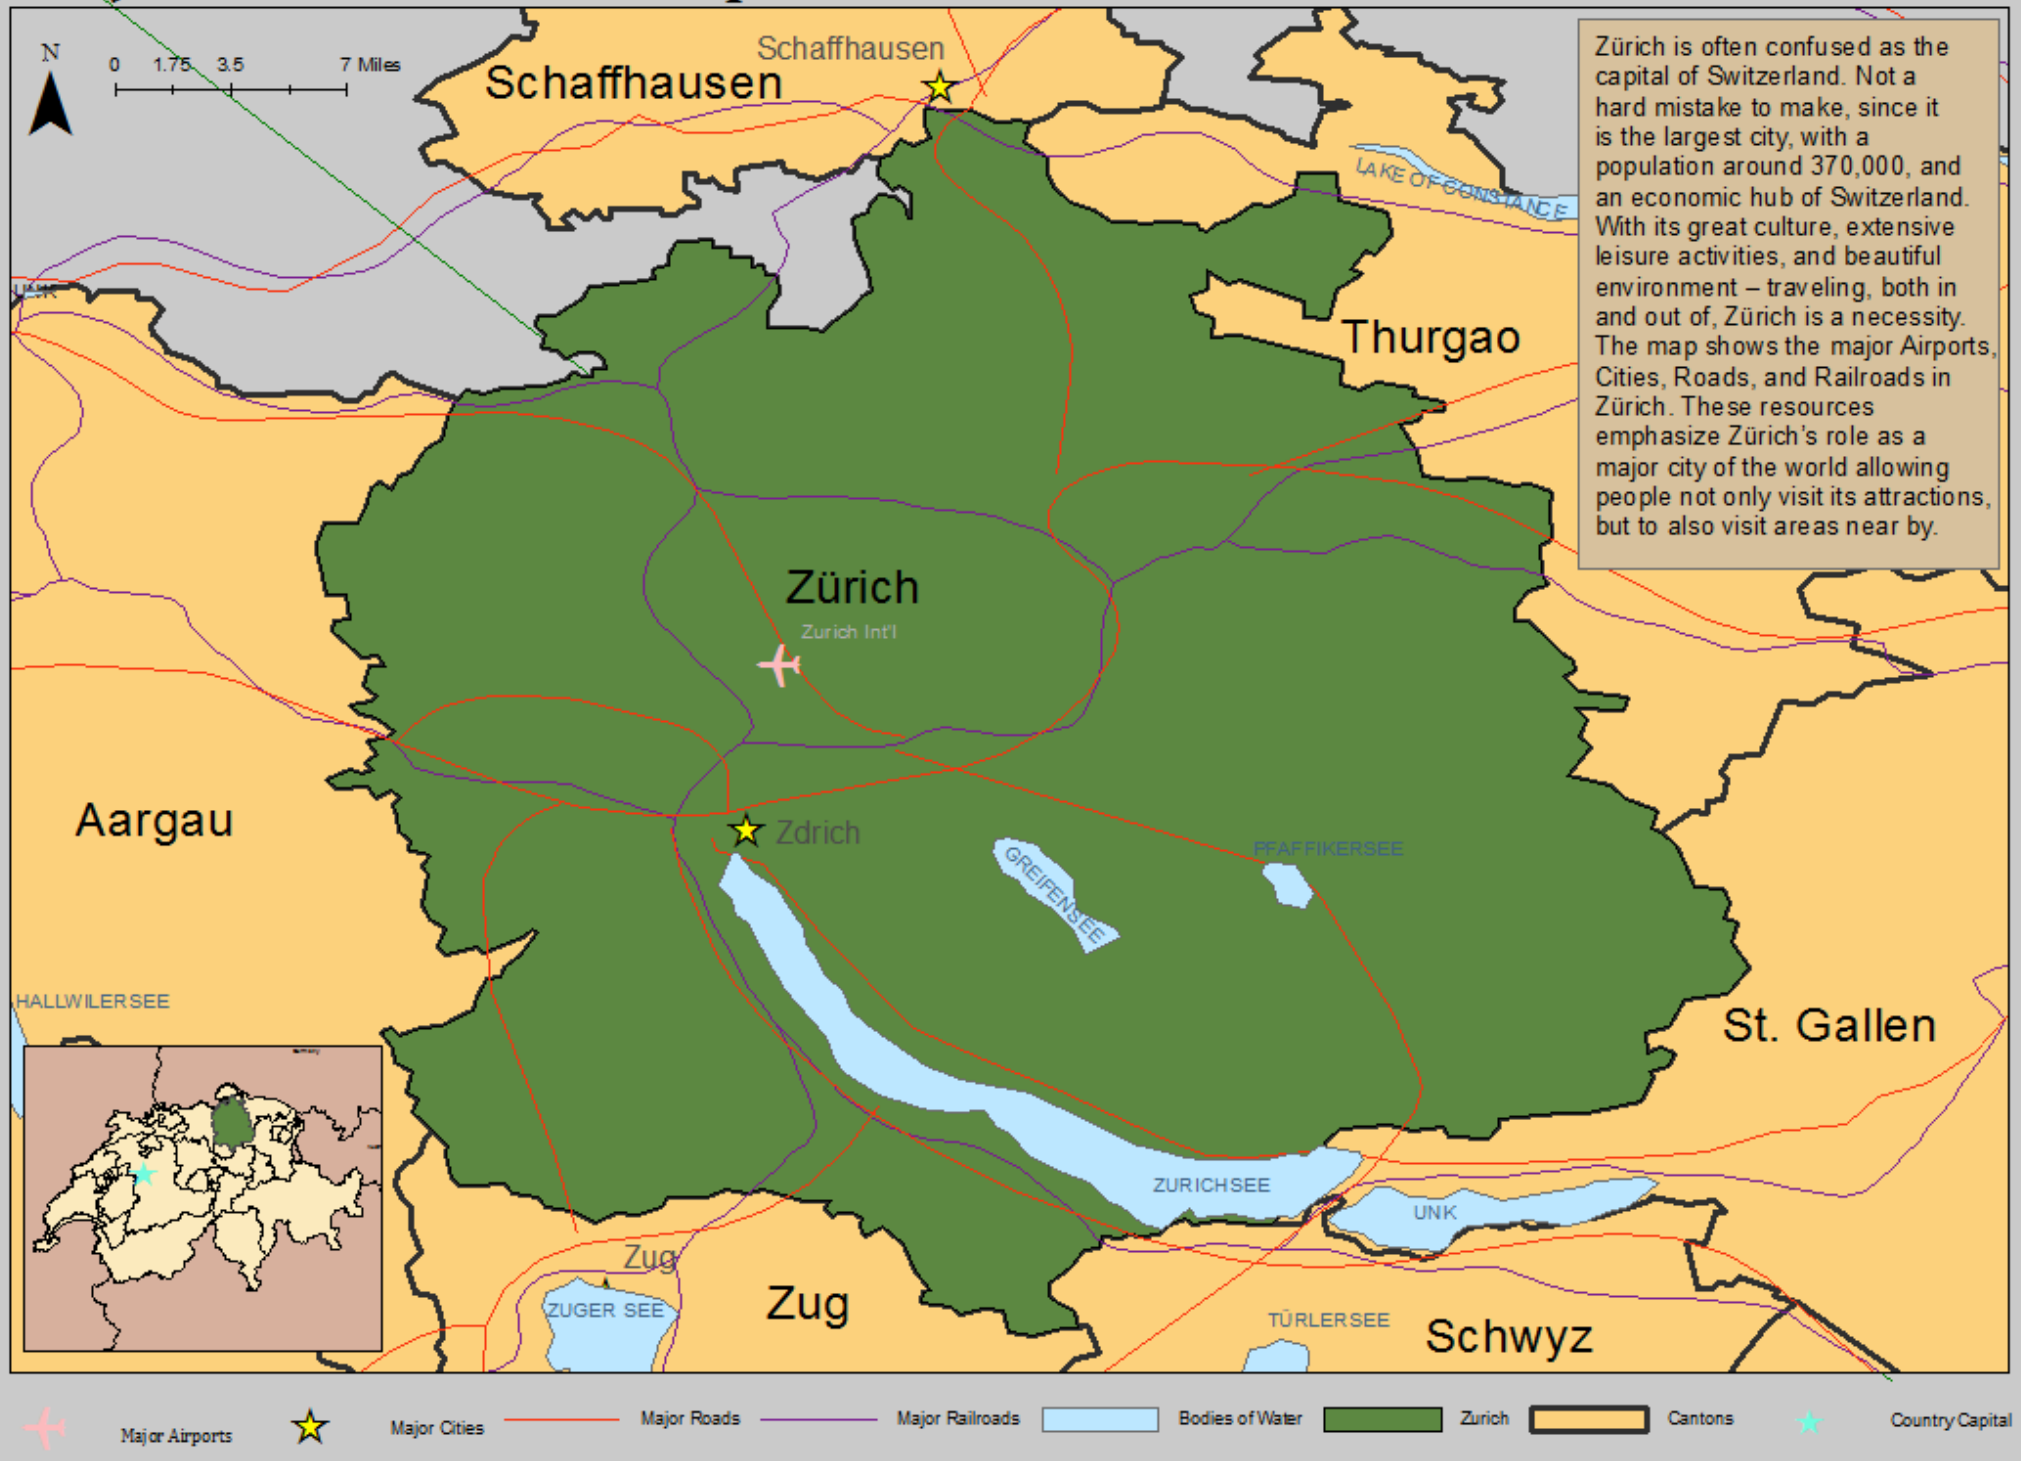 N
0 1.75 3.5 7 Miles
Schaffhausen
Schaffhausen
Zürich is often confused as the
capital of Switzerland. Not a
hard mistake to make, since it
is the largest city, with a
population around 370,000, and
an economic hub of Switzerland.
With its great culture, extensive
leisure activities, and beautiful
environment – traveling, both in
and out of, Zürich is a necessity.
The map shows the major Airports,
Cities, Roads, and Railroads in
Zürich. These resources
emphasize Zürich's role as a
major city of the world allowing
people not only visit its attractions,
but to also visit areas near by.
LAKE OF CONSTANCE
UNK
Thurgao
Zürich
Zurich Int'l
Aargau
Zdrich
GREIFENSEE
PFAFFIKERSEE
HALLWILERSEE
St. Gallen
ZURICHSEE
UNK
Zug
ZUGER SEE
Zug
TÜRLERSEE
Schwyz
Major Airports
Major Cities
Major Roads
Major Railroads
Bodies of Water
Zurich
Cantons
Country Capital